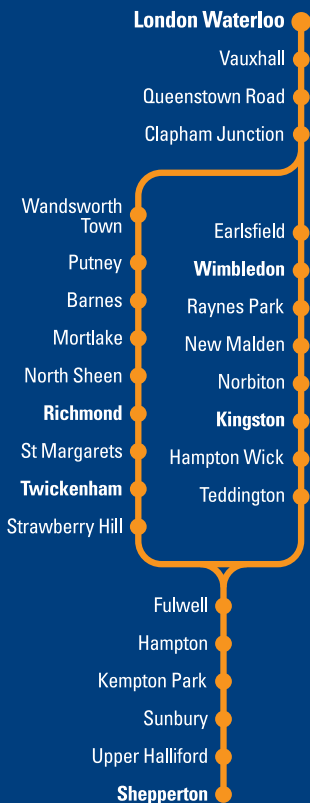 London Waterloo
Vauxhall
Queenstown Road
Clapham Junction
Wandsworth
Town
Putney
Barnes
Mortlake
North Sheen
Richmond
St Margarets
Twickenham
Strawberry Hill
Earlsfield
Wimbledon
Raynes Park
New Malden
Norbiton
Kingston
Hampton Wick
Teddington
Fulwell
Hampton
Kempton Park
Sunbury
Upper Halliford
Shepperton